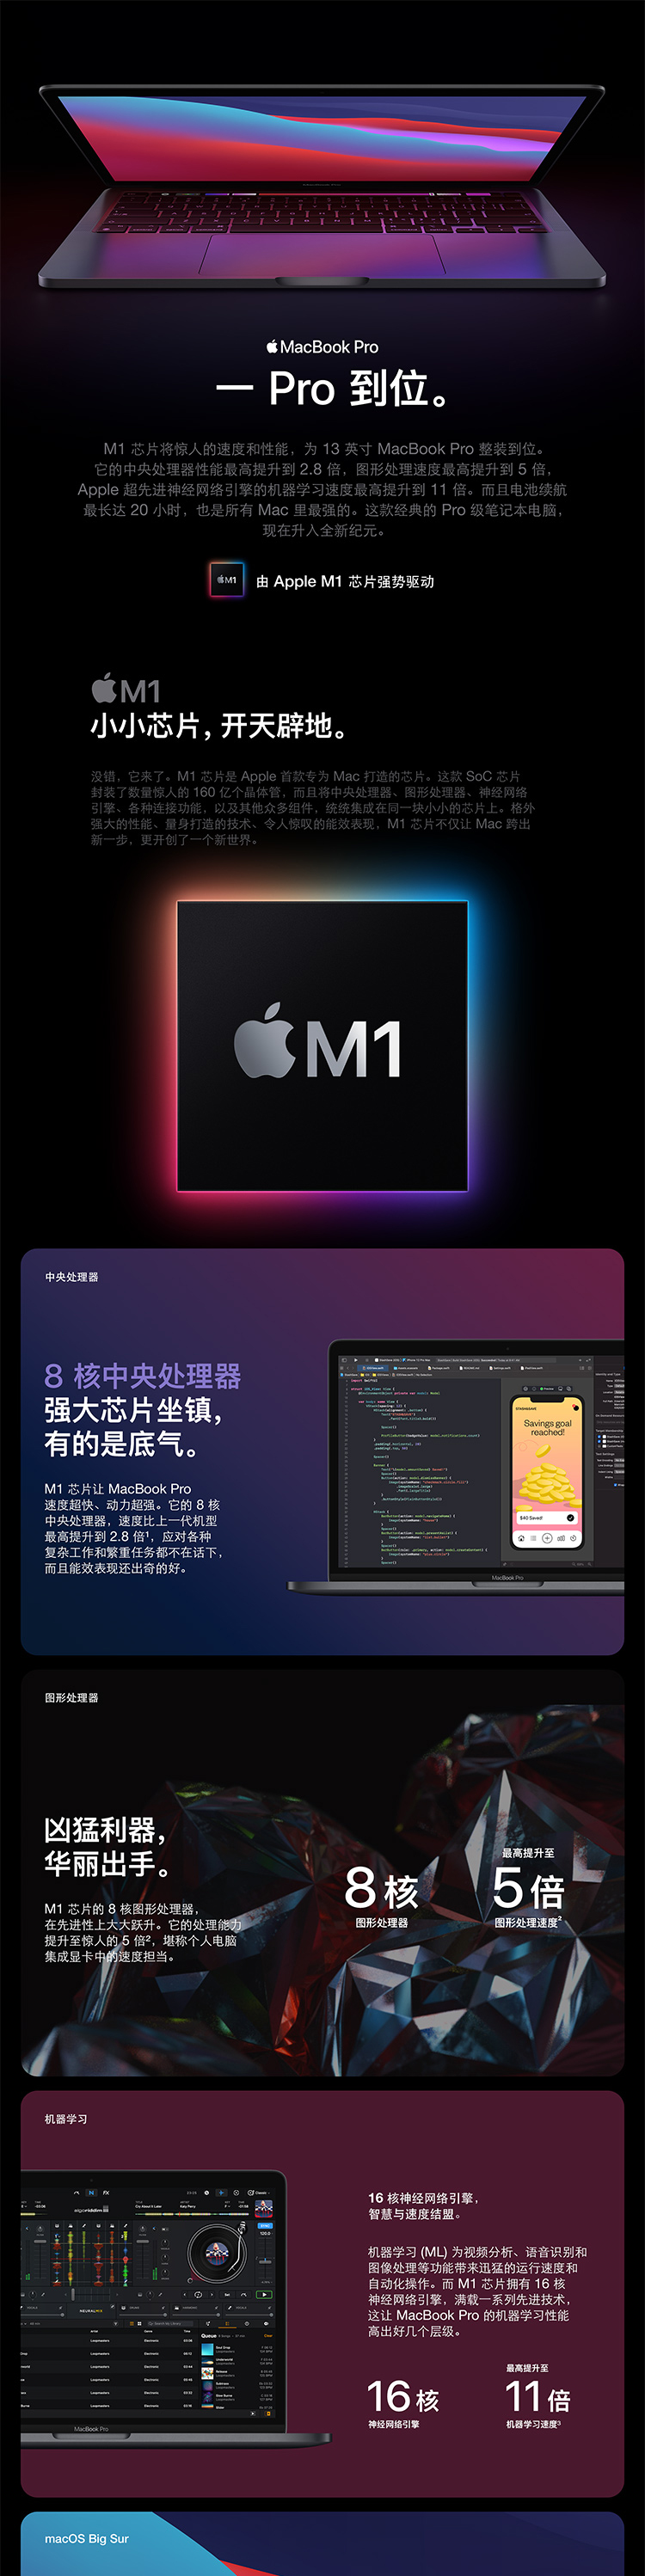 MacBook Pro
一 Pro 到位。
M1 芯片将惊人的速度和性能，为 13 英寸 MacBook Pro 整装到位。
它的中央处理器性能最高提升到 2.8 倍，图形处理速度最高提升到 5 倍，
Apple 超先进神经网络引擎的机器学习速度最高提升到 11 倍。而且电池续航
最长达 20 小时，也是所有 Mac 里最强的。这款经典的 Pro 级笔记本电脑，
现在升入全新纪元。
M1
由 Apple M1 芯片强势驱动
M1
小小芯片，开天辟地。
没错，它来了。M1 芯片是 Apple 首款专为 Mac 打造的芯片。这款 SoC 芯片
封装了数量惊人的 160 亿个晶体管，而且将中央处理器、图形处理器、神经网络
引擎、各种连接功能，以及其他众多组件，统统集成在同一块小小的芯片上。格外
强大的性能、量身打造的技术、令人惊叹的能效表现，M1 芯片不仅让 Mac 跨出
新一步，更开创了一个新世界。
M1
中央处理器
8 核中央处理器
强大芯片坐镇，
有的是底气。
M1 芯片让 MacBook Pro
速度超快、动力超强。它的 8 核
中央处理器，速度比上一代机型
最高提升到 2.8 倍¹，应对各种
复杂工作和繁重任务都不在话下，
而且能效表现还出奇的好。
Savings goal
reached!
$40 Saved!
MacBook Pro
图形处理器
凶猛利器，
华丽出手。
M1 芯片的 8 核图形处理器，
在先进性上大大跃升。它的处理能力
提升至惊人的 5 倍²，堪称个人电脑
集成显卡中的速度担当。
8 核
图形处理器
最高提升至
5 倍
图形处理速度²
机器学习
MacBook Pro
16 核神经网络引擎，
智慧与速度结盟。
机器学习 (ML) 为视频分析、语音识别和
图像处理等功能带来迅猛的运行速度和
自动化操作。而 M1 芯片拥有 16 核
神经网络引擎，满载一系列先进技术，
这让 MacBook Pro 的机器学习性能
高出好几个层级。
16 核
神经网络引擎
最高提升至
11 倍
机器学习速度³
macOS Big Sur